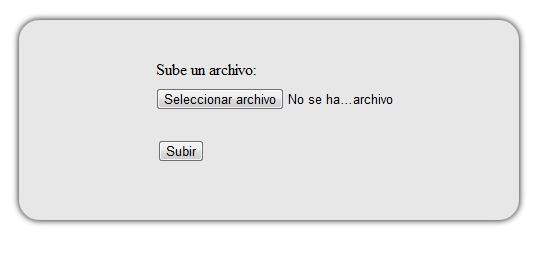 Sube un archivo:
Seleccionar archivo No se ha...archivo
Subir